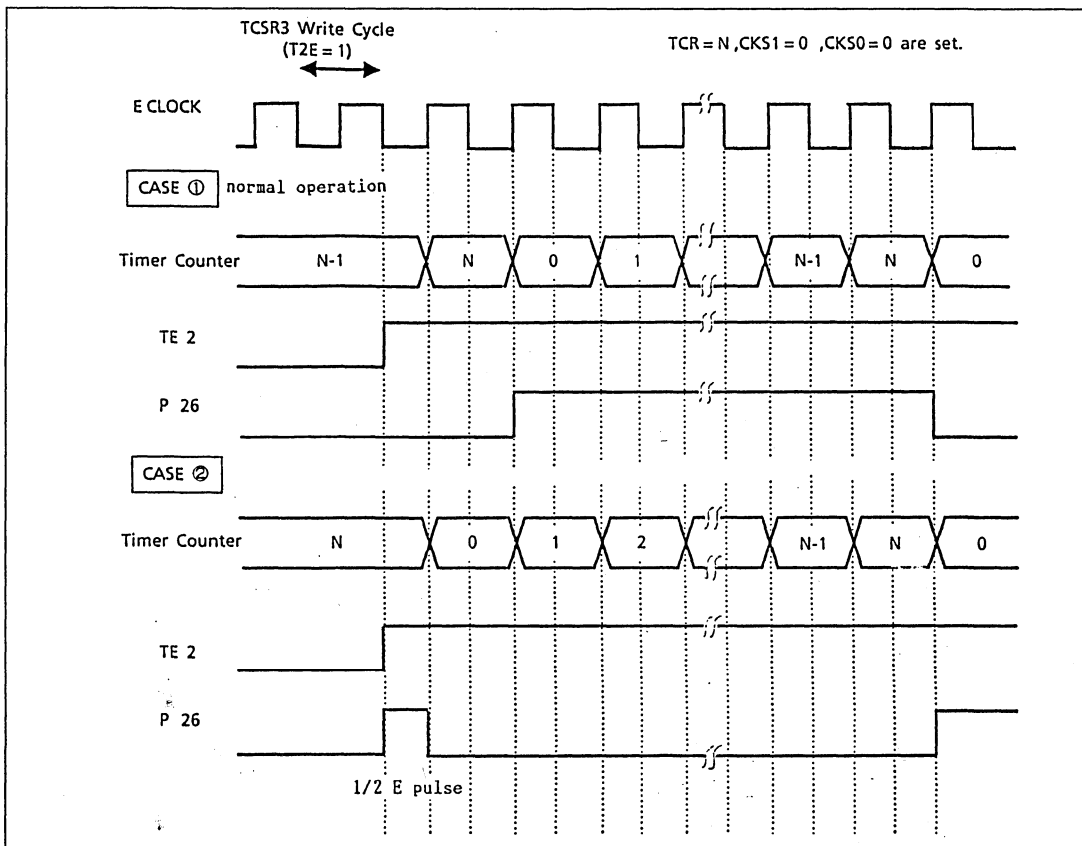 TCSR3 Write Cycle
(T2E = 1)
TCR = N ,CKS1 = 0 ,CKS0 = 0 are set.
E CLOCK
CASE ① normal operation
Timer Counter N-1 N 0 1 N-1 N 0
TE 2
P 26
CASE ②
Timer Counter N 0 1 2 N-1 N 0
TE 2
P 26
1/2 E pulse